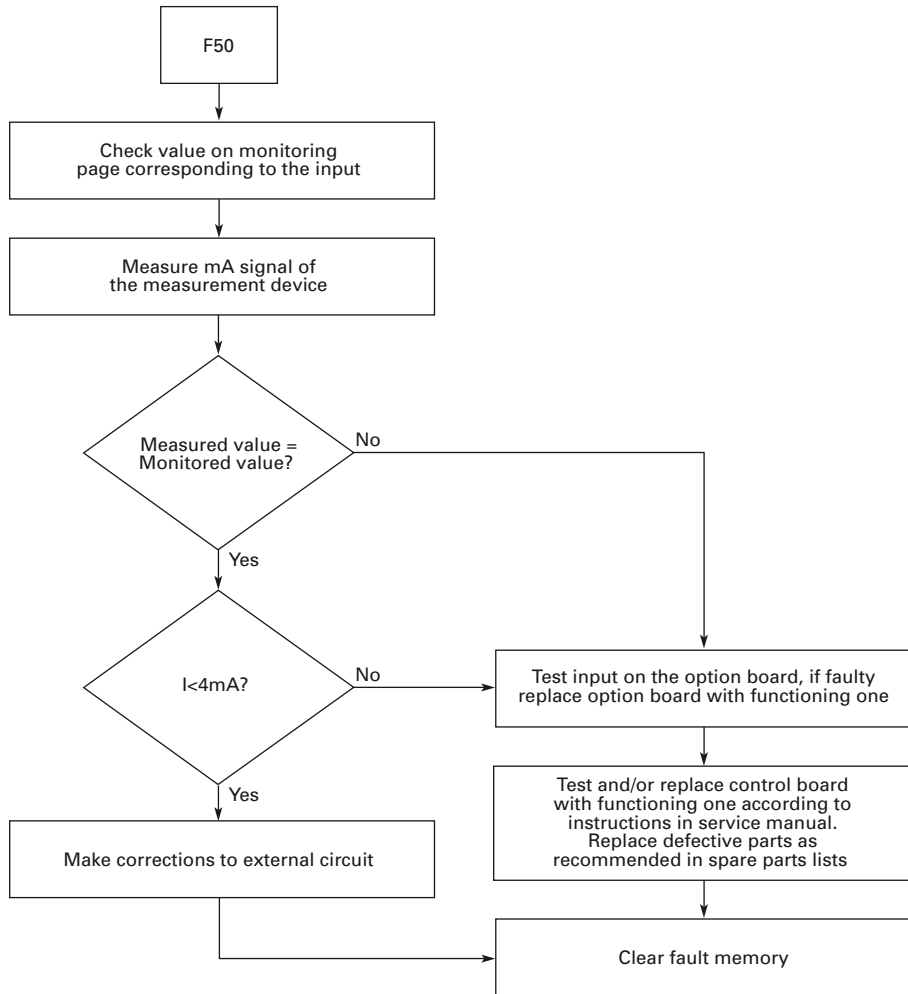 F50
Check value on monitoring
page corresponding to the input
Measure mA signal of
the measurement device
Measured value =
Monitored value?
No
Yes
I<4mA?
No
Test input on the option board, if faulty
replace option board with functioning one
Yes
Test and/or replace control board
with functioning one according to
instructions in service manual.
Replace defective parts as
recommended in spare parts lists
Make corrections to external circuit
Clear fault memory